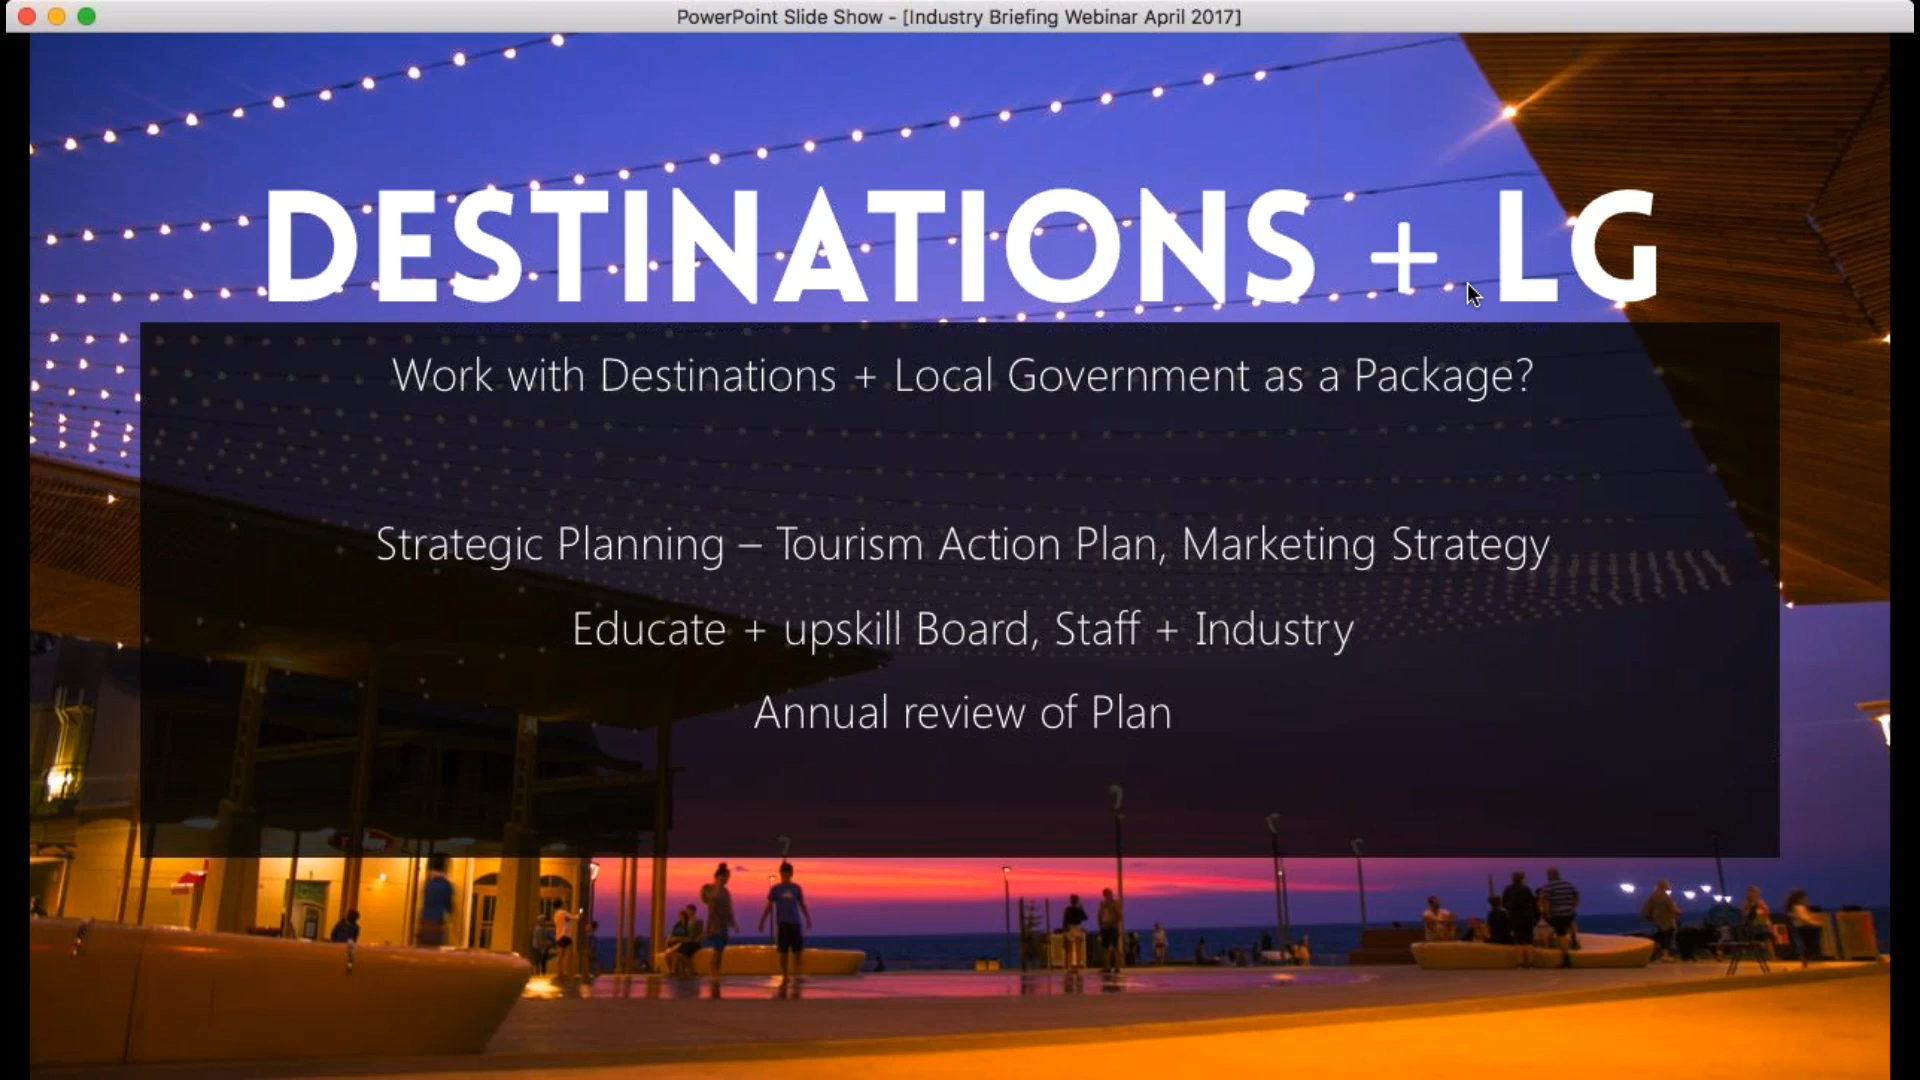 PowerPoint Slide Show - [Industry Briefing Webinar April 2017]
DESTINATIONS + LG
Work with Destinations + Local Government as a Package?
Strategic Planning – Tourism Action Plan, Marketing Strategy
Educate + upskill Board, Staff + Industry
Annual review of Plan